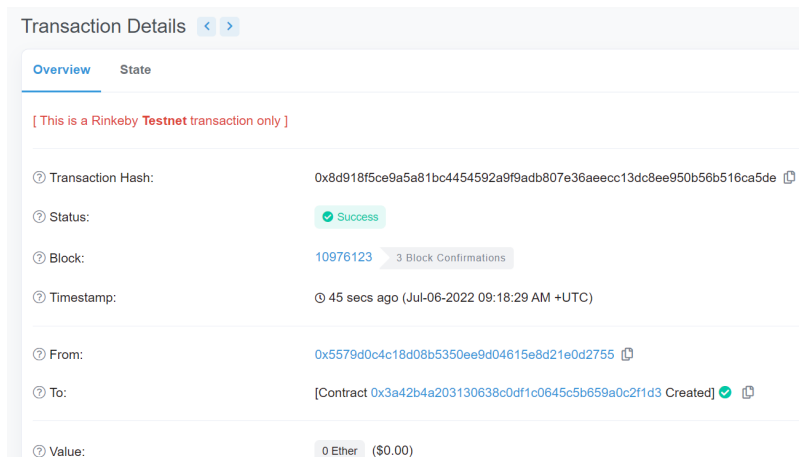 Transaction Details
Overview State
[ This is a Rinkeby Testnet transaction only ]
Transaction Hash: 0x8d918f5ce9a5a81bc4454592a9f9adb807e36aeecc13dc8ee950b56b516ca5de
Status: Success
Block: 10976123 3 Block Confirmations
Timestamp: 45 secs ago (Jul-06-2022 09:18:29 AM +UTC)
From: 0x5579d0c4c18d08b5350ee9d04615e8d21e0d2755
To: [Contract 0x3a42b4a203130638c0df1c0645c5b659a0c2f1d3 Created]
Value: 0 Ether ($0.00)